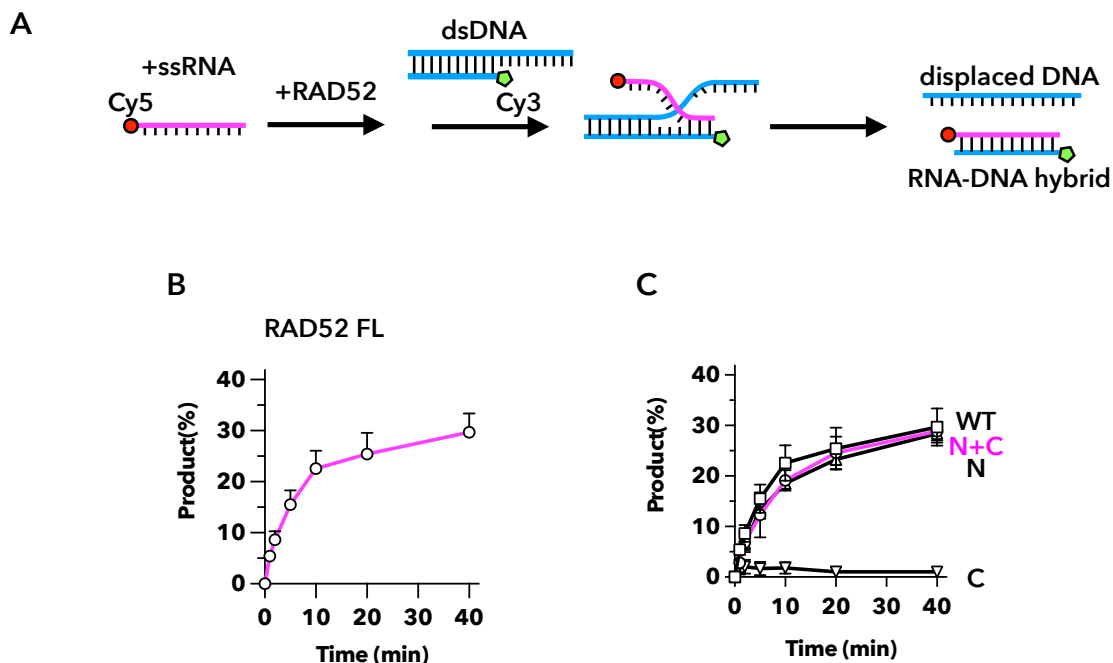 A
+ssRNA
Cy5
+RAD52
dsDNA
Cy3
displaced DNA
RNA-DNA hybrid
B
RAD52 FL
Product(%)
40
30
20
10
0
0 10 20 30 40
Time (min)
C
Product(%)
40
30
20
10
0
0 10 20 30 40
Time (min)
WT
N+C
N
C